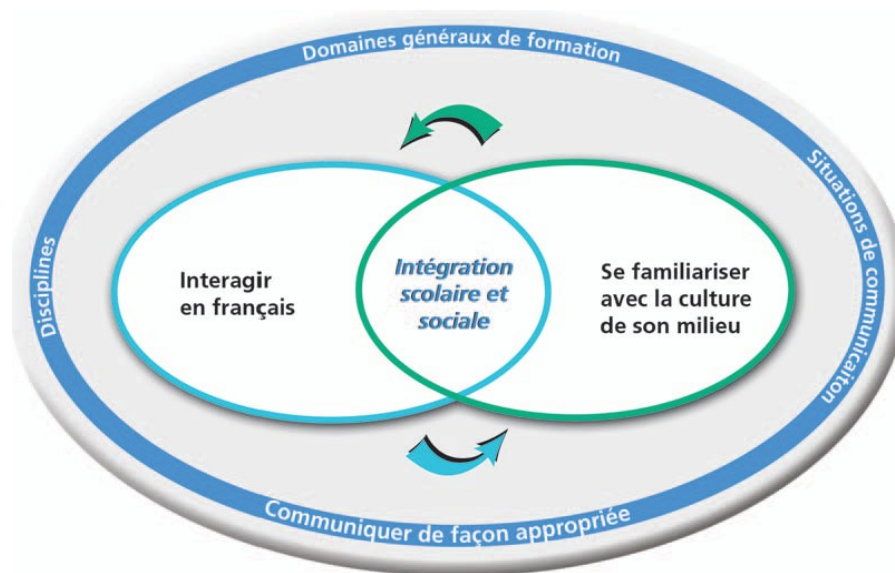 Domaines généraux de formation
Situations de communicaiton
Disciplines
Interagir
en français
Intégration
scolaire et
sociale
Se familiariser
avec la culture
de son milieu
Communiquer de façon appropriée